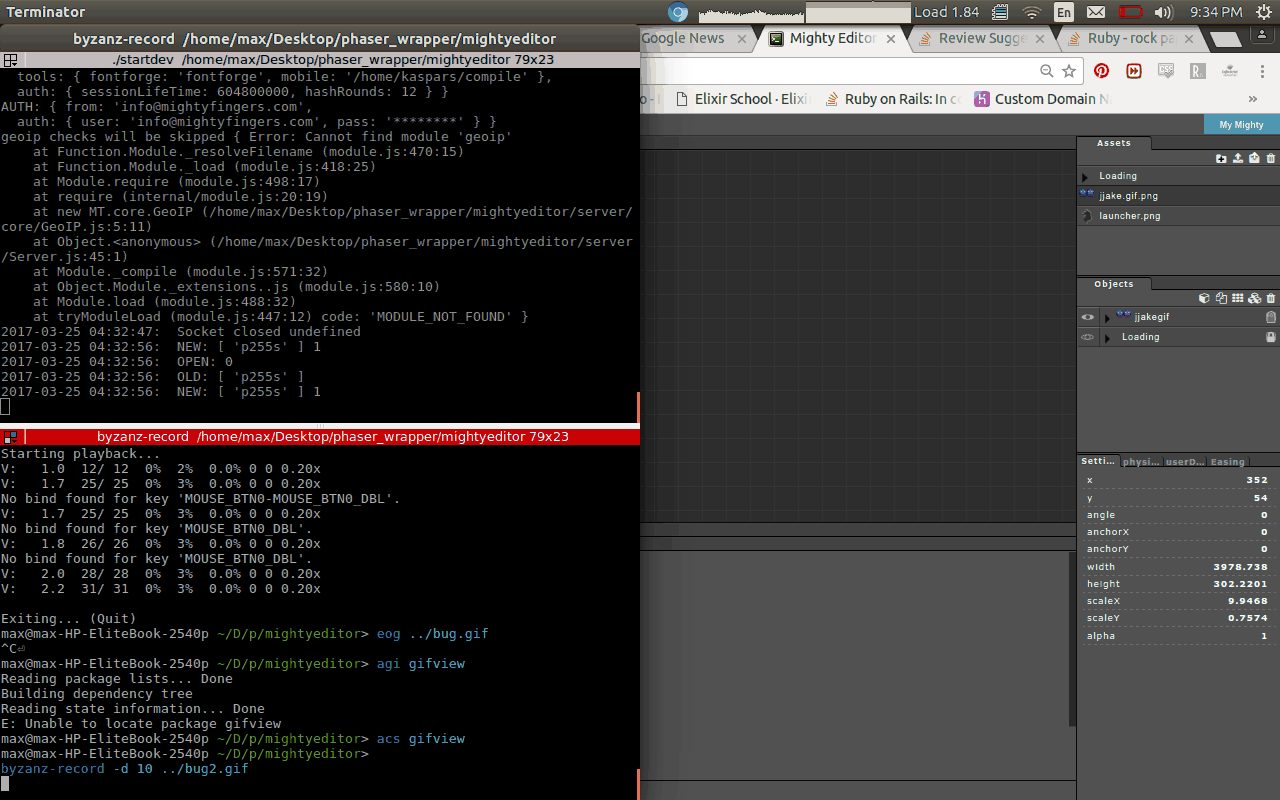 Terminator
Load 1.84
En
9:34 PM
byzanz-record /home/max/Desktop/phaser_wrapper/mightyeditor
./startdev /home/max/Desktop/phaser_wrapper/mightyeditor 79x23
tools: { fontforge: 'fontforge', mobile: '/home/kaspars/compile' },
auth: { sessionLifeTime: 604800000, hashRounds: 12 } }
AUTH: { from: 'info@mightyfingers.com',
auth: { user: 'info@mightyfingers.com', pass: '********' } }
geoip checks will be skipped { Error: Cannot find module 'geoip'
at Function.Module._resolveFilename (module.js:470:15)
at Function.Module._load (module.js:418:25)
at Module.require (module.js:498:17)
at require (internal/module.js:20:19)
at new MT.core.GeoIP (/home/max/Desktop/phaser_wrapper/mightyeditor/server/
core/GeoIP.js:5:11)
at Object.<anonymous> (/home/max/Desktop/phaser_wrapper/mightyeditor/server
/Server.js:45:1)
at Module._compile (module.js:571:32)
at Object.Module._extensions..js (module.js:580:10)
at Module.load (module.js:488:32)
at tryModuleLoad (module.js:447:12) code: 'MODULE_NOT_FOUND' }
2017-03-25 04:32:47: Socket closed undefined
2017-03-25 04:32:56: NEW: [ 'p255s' ] 1
2017-03-25 04:32:56: OPEN: 0
2017-03-25 04:32:56: OLD: [ 'p255s' ]
2017-03-25 04:32:56: NEW: [ 'p255s' ] 1
byzanz-record /home/max/Desktop/phaser_wrapper/mightyeditor 79x23
Starting playback...
V: 1.0 12/ 12 0% 2% 0.0% 0 0 0.20x
V: 1.7 25/ 25 0% 3% 0.0% 0 0 0.20x
No bind found for key 'MOUSE_BTN0-MOUSE_BTN0_DBL'.
V: 1.7 25/ 25 0% 3% 0.0% 0 0 0.20x
No bind found for key 'MOUSE_BTN0_DBL'.
V: 1.8 26/ 26 0% 3% 0.0% 0 0 0.20x
No bind found for key 'MOUSE_BTN0_DBL'.
V: 2.0 28/ 28 0% 3% 0.0% 0 0 0.20x
V: 2.2 31/ 31 0% 3% 0.0% 0 0 0.20x
Exiting... (Quit)
max@max-HP-EliteBook-2540p ~/D/p/mightyeditor> eog ../bug.gif
^C⏎
max@max-HP-EliteBook-2540p ~/D/p/mightyeditor> agi gifview
Reading package lists... Done
Building dependency tree
Reading state information... Done
E: Unable to locate package gifview
max@max-HP-EliteBook-2540p ~/D/p/mightyeditor> acs gifview
max@max-HP-EliteBook-2540p ~/D/p/mightyeditor>
byzanz-record -d 10 ../bug2.gif
Google News
Mighty Editor
Review Sugge
Ruby - rock pa
Elixir School · Elixi
Ruby on Rails: In c
Custom Domain N
»
My Mighty
Assets
Loading
jjake.gif.png
launcher.png
Objects
jjakegif
Loading
Setti... physi... userD... Easing
x 352
y 54
angle 0
anchorX 0
anchorY 0
width 3978.738
height 302.2201
scaleX 9.9468
scaleY 0.7574
alpha 1